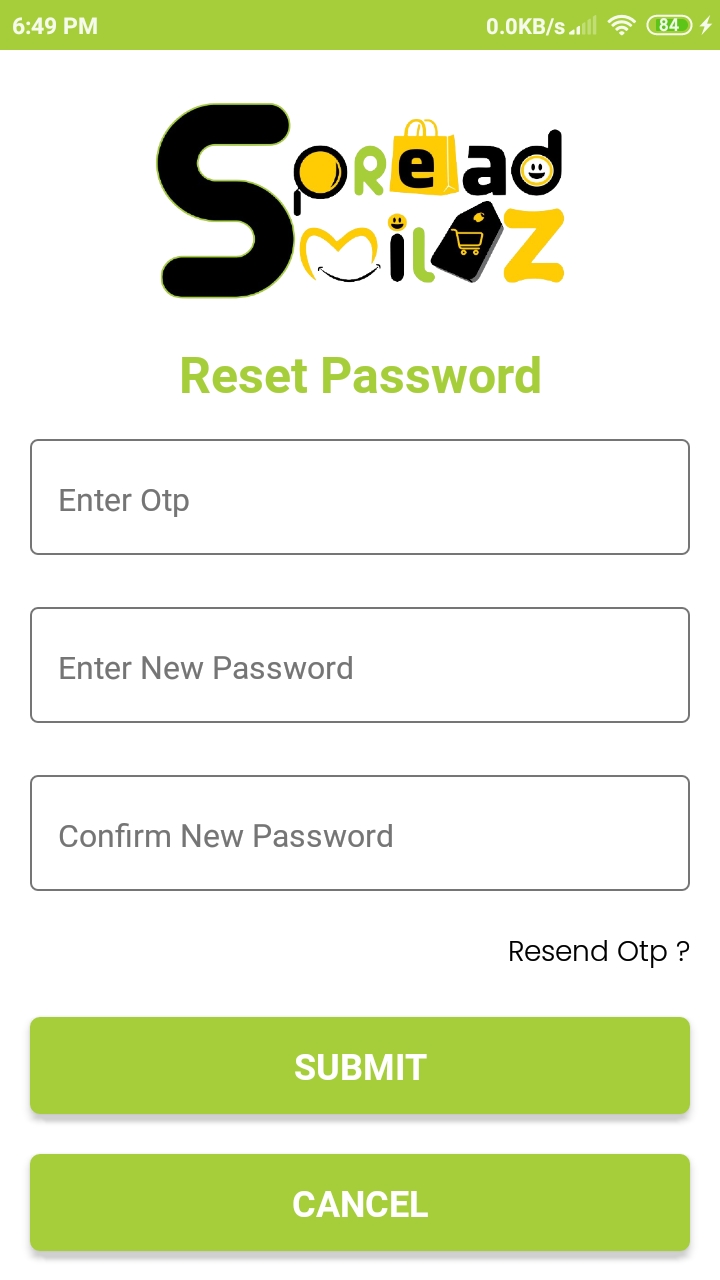 6:49 PM 0.0KB/s 84
Spread
Smilz
Reset Password
Enter Otp
Enter New Password
Confirm New Password
Resend Otp ?
SUBMIT
CANCEL